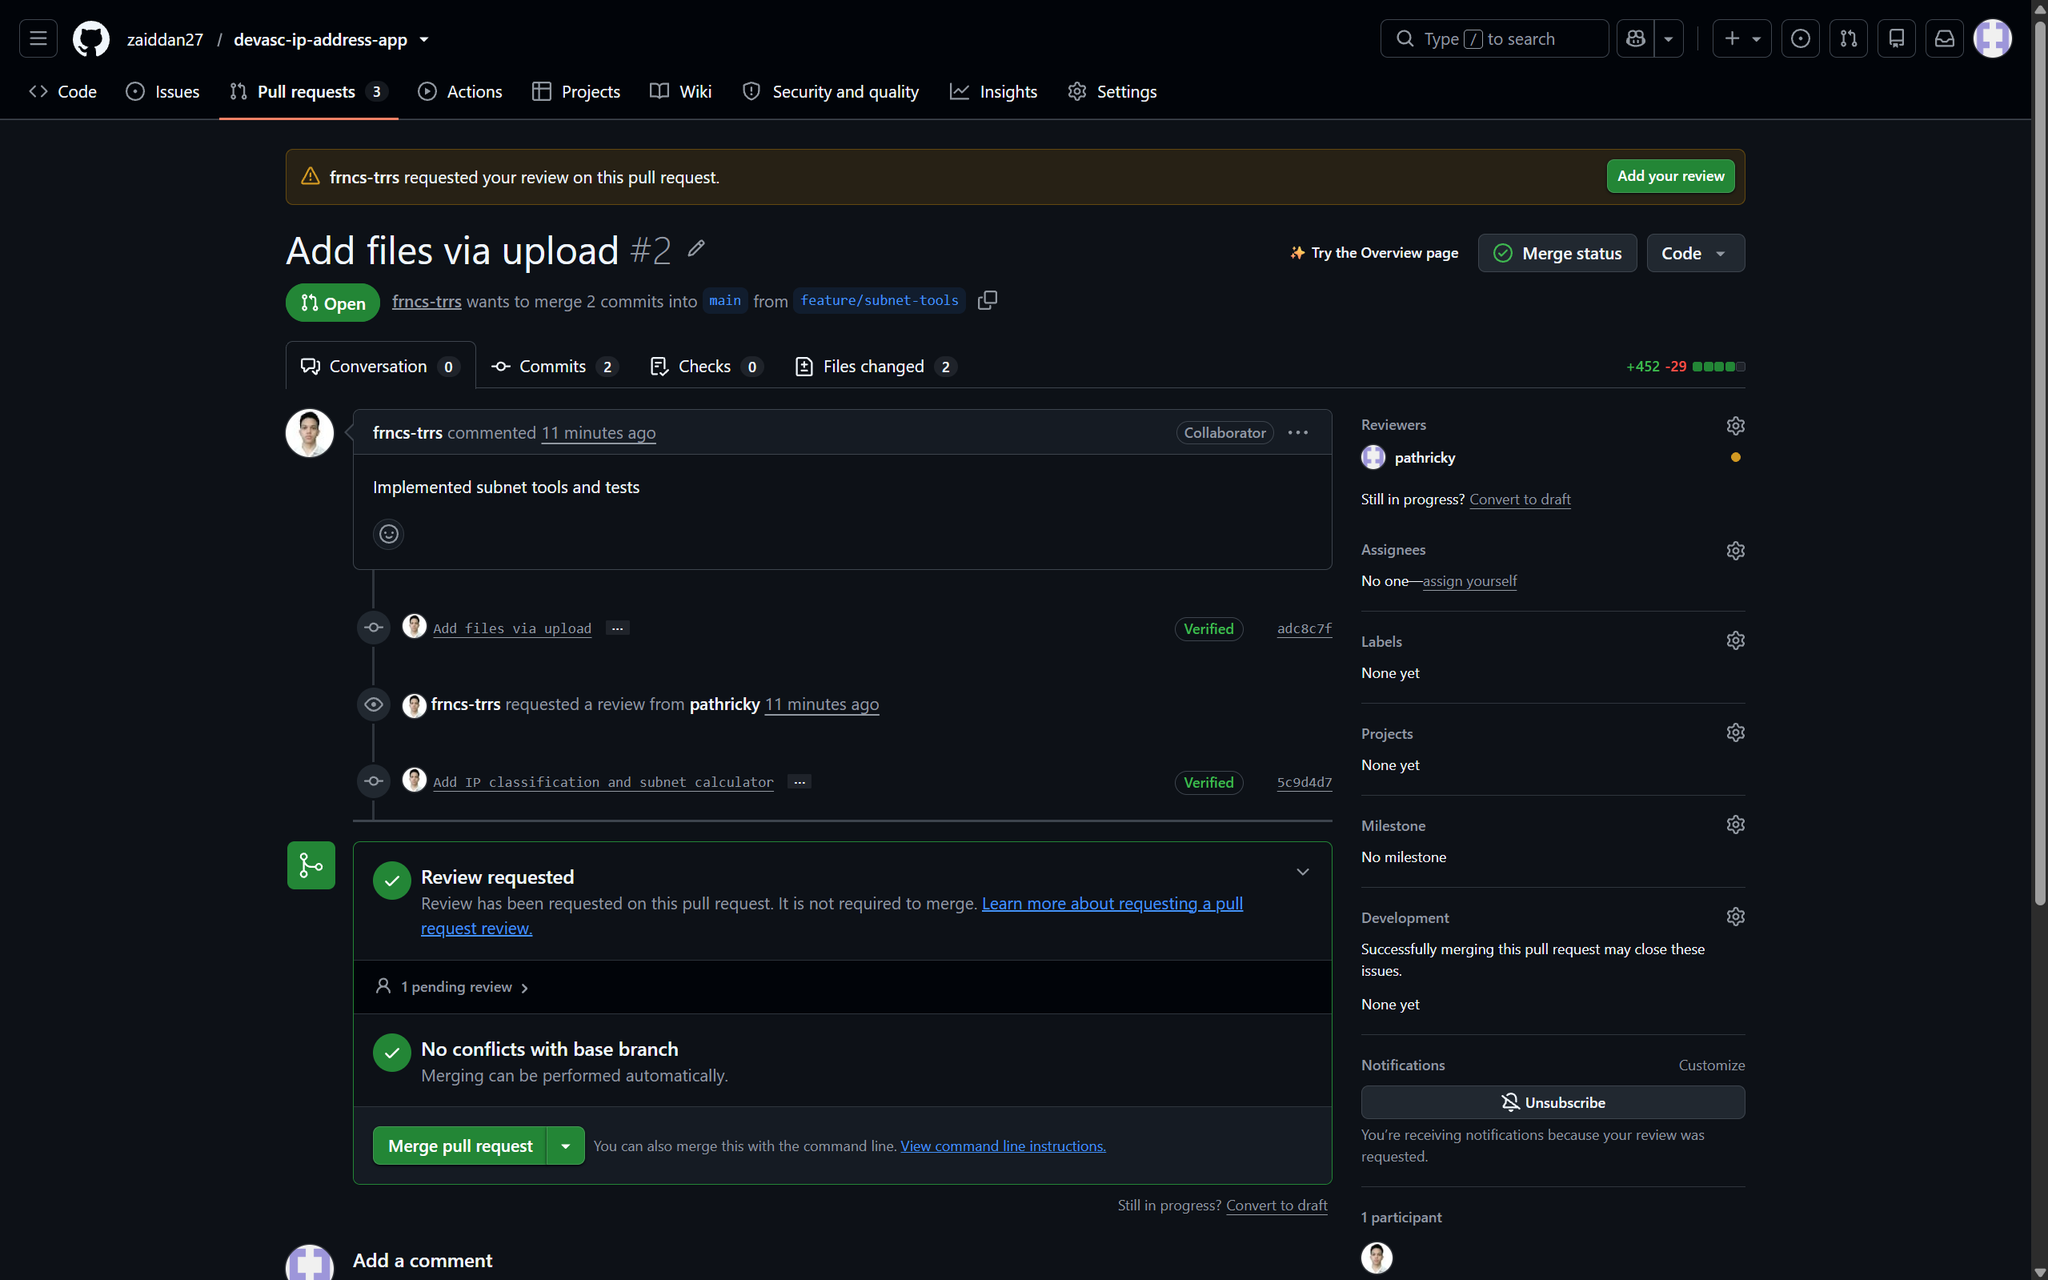 zaiddan27 / devasc-ip-address-app
Type / to search
Code
Issues
Pull requests 3
Actions
Projects
Wiki
Security and quality
Insights
Settings
frncs-trrs requested your review on this pull request.
Add your review
Add files via upload #2
Try the Overview page
Merge status
Code
Open
frncs-trrs wants to merge 2 commits into main from feature/subnet-tools
Conversation 0
Commits 2
Checks 0
Files changed 2
+452 -29
frncs-trrs commented 11 minutes ago
Collaborator
Implemented subnet tools and tests
Add files via upload
Verified
adc8c7f
frncs-trrs requested a review from pathricky 11 minutes ago
Add IP classification and subnet calculator
Verified
5c9d4d7
Review requested
Review has been requested on this pull request. It is not required to merge. Learn more about requesting a pull
request review.
1 pending review
No conflicts with base branch
Merging can be performed automatically.
Merge pull request
You can also merge this with the command line. View command line instructions.
Still in progress? Convert to draft
Add a comment
Reviewers
pathricky
Still in progress? Convert to draft
Assignees
No one—assign yourself
Labels
None yet
Projects
None yet
Milestone
No milestone
Development
Successfully merging this pull request may close these
issues.
None yet
Notifications
Customize
Unsubscribe
You're receiving notifications because your review was
requested.
1 participant